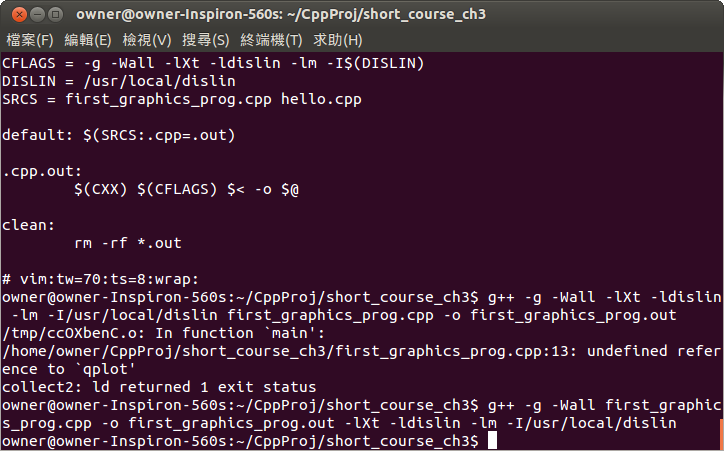 owner@owner-Inspiron-560s: ~/CppProj/short_course_ch3
檔案(F) 編輯(E) 檢視(V) 搜尋(S) 終端機(T) 求助(H)
CFLAGS = -g -Wall -lXt -ldislin -lm -I$(DISLIN)
DISLIN = /usr/local/dislin
SRCS = first_graphics_prog.cpp hello.cpp
default: $(SRCS:.cpp=.out)
.cpp.out:
$(CXX) $(CFLAGS) $< -o $@
clean:
rm -rf *.out
# vim:tw=70:ts=8:wrap:
owner@owner-Inspiron-560s:~/CppProj/short_course_ch3$ g++ -g -Wall -lXt -ldislin
-lm -I/usr/local/dislin first_graphics_prog.cpp -o first_graphics_prog.out
/tmp/ccOXbenC.o: In function `main':
/home/owner/CppProj/short_course_ch3/first_graphics_prog.cpp:13: undefined refer
ence to `qplot'
collect2: ld returned 1 exit status
owner@owner-Inspiron-560s:~/CppProj/short_course_ch3$ g++ -g -Wall first_graphic
s_prog.cpp -o first_graphics_prog.out -lXt -ldislin -lm -I/usr/local/dislin
owner@owner-Inspiron-560s:~/CppProj/short_course_ch3$